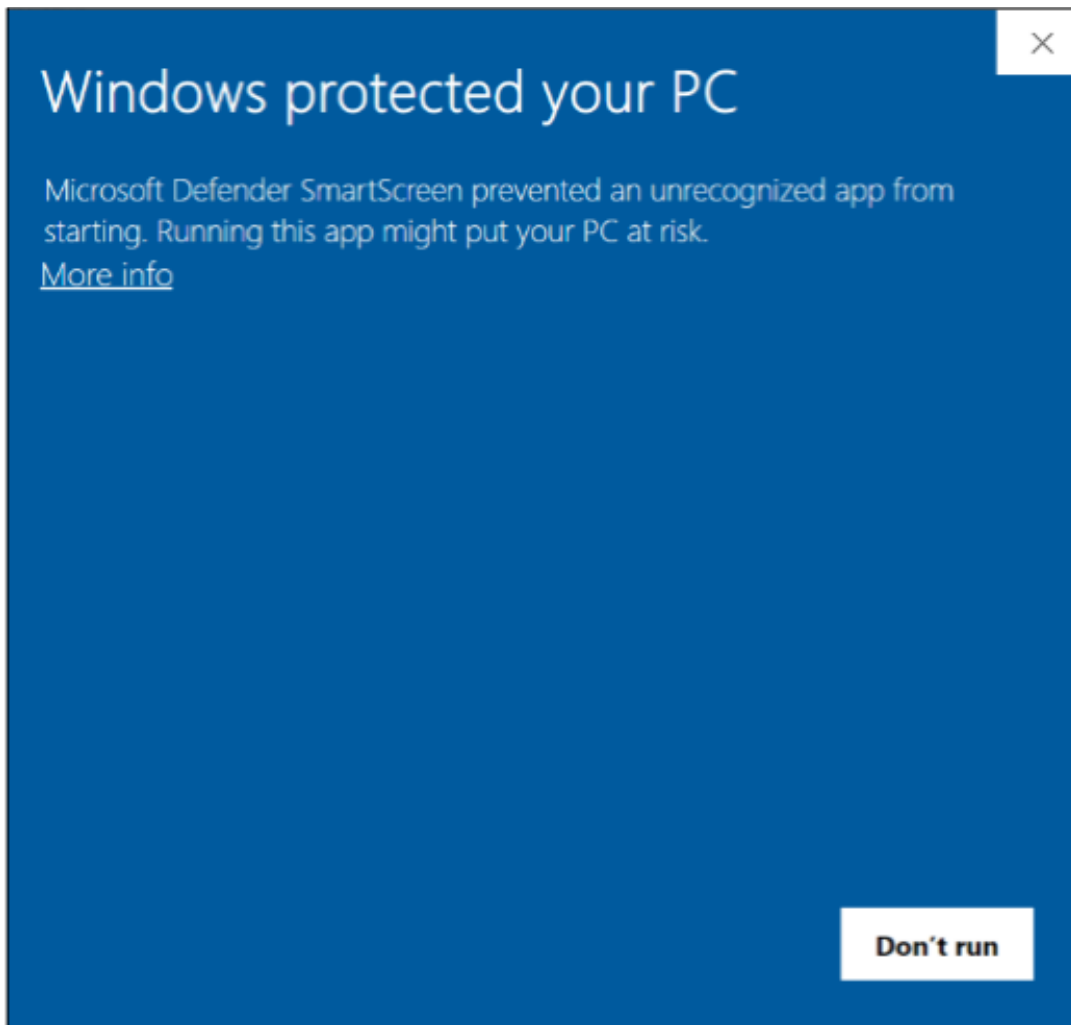 Windows protected your PC
Microsoft Defender SmartScreen prevented an unrecognized app from
starting. Running this app might put your PC at risk.
More info
Don't run